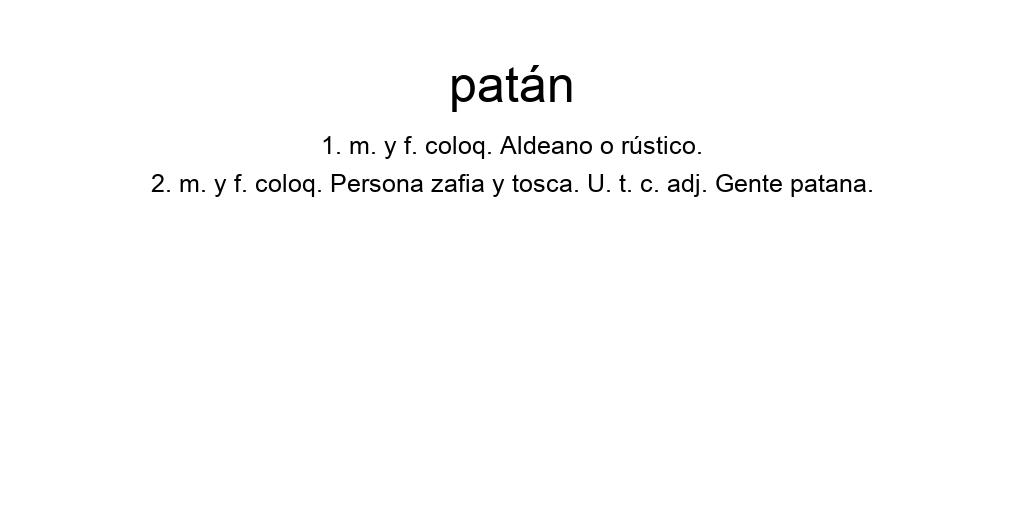 patán
1. m. y f. coloq. Aldeano o rústico.
2. m. y f. coloq. Persona zafia y tosca. U. t. c. adj. Gente patana.